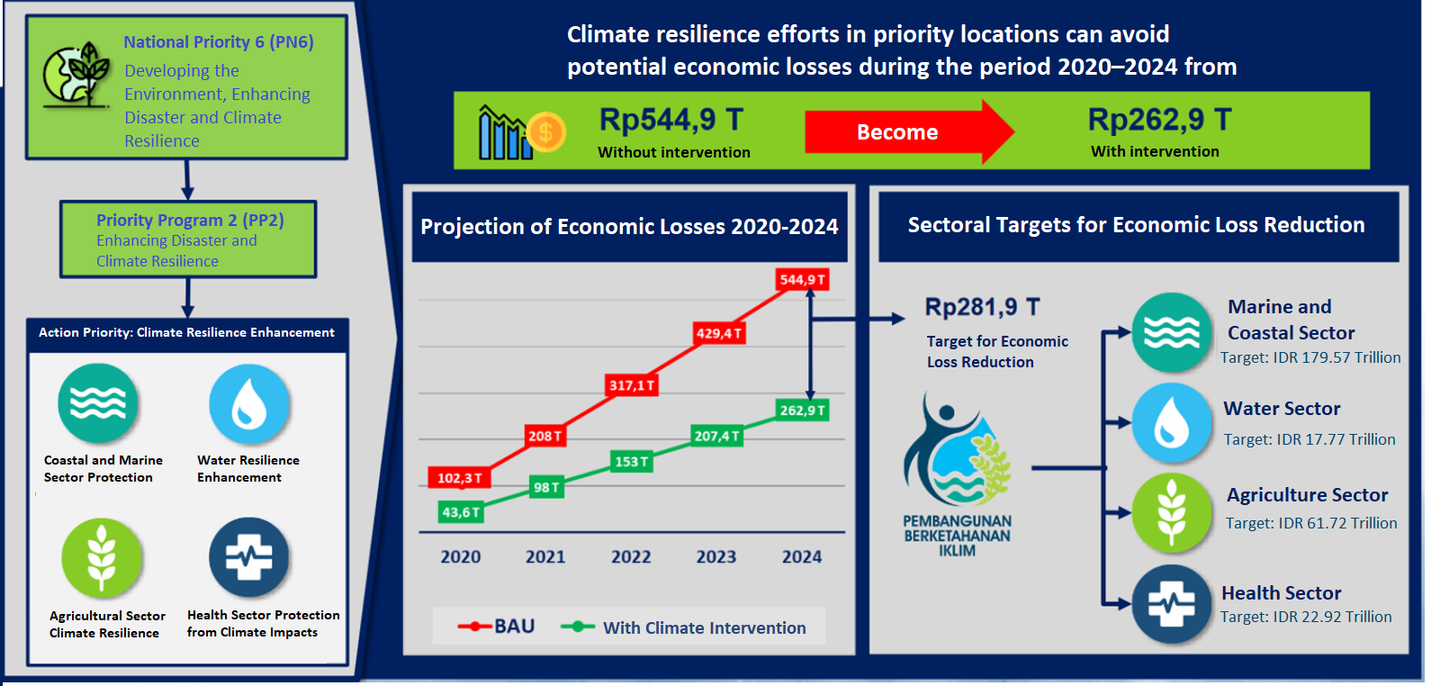 National Priority 6 (PN6)
Developing the
Environment, Enhancing
Disaster and Climate
Resilience
Priority Program 2 (PP2)
Enhancing Disaster and
Climate Resilience
Action Priority: Climate Resilience Enhancement
Coastal and Marine
Sector Protection
Water Resilience
Enhancement
Agricultural Sector
Climate Resilience
Health Sector Protection
from Climate Impacts
Climate resilience efforts in priority locations can avoid
potential economic losses during the period 2020–2024 from
Rp544,9 T
Without intervention
Become
Rp262,9 T
With intervention
Projection of Economic Losses 2020-2024
544,9 T
429,4 T
317,1 T
208 T
102,3 T
262,9 T
207,4 T
153 T
98 T
43,6 T
2020
2021
2022
2023
2024
BAU
With Climate Intervention
Sectoral Targets for Economic Loss Reduction
Rp281,9 T
Target for Economic
Loss Reduction
PEMBANGUNAN
BERKETAHANAN
IKLIM
Marine and
Coastal Sector
Target: IDR 179.57 Trillion
Water Sector
Target: IDR 17.77 Trillion
Agriculture Sector
Target: IDR 61.72 Trillion
Health Sector
Target: IDR 22.92 Trillion